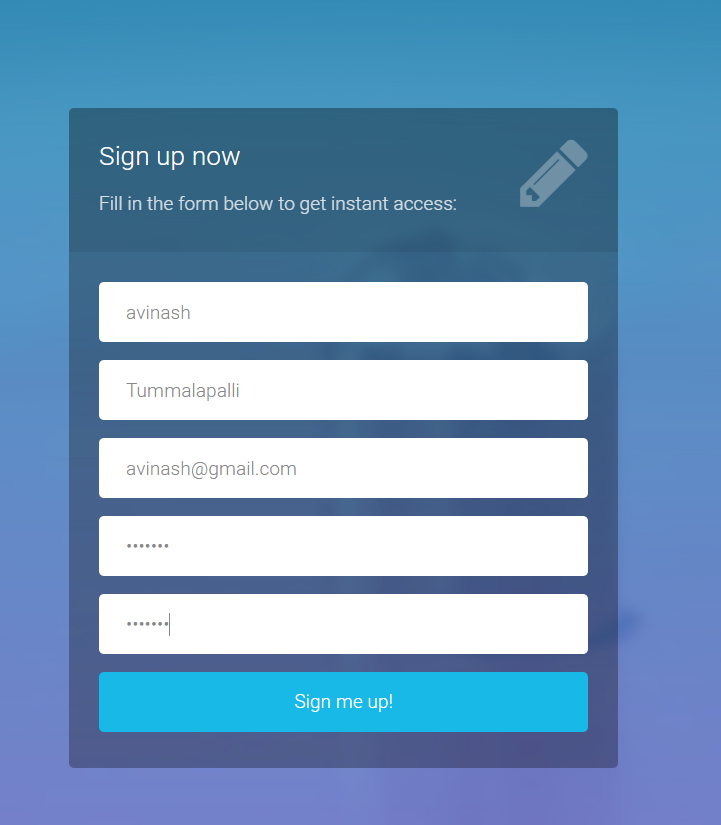 Sign up now
Fill in the form below to get instant access:
avinash
Tummalapalli
avinash@gmail.com
•••••••
•••••••
Sign me up!